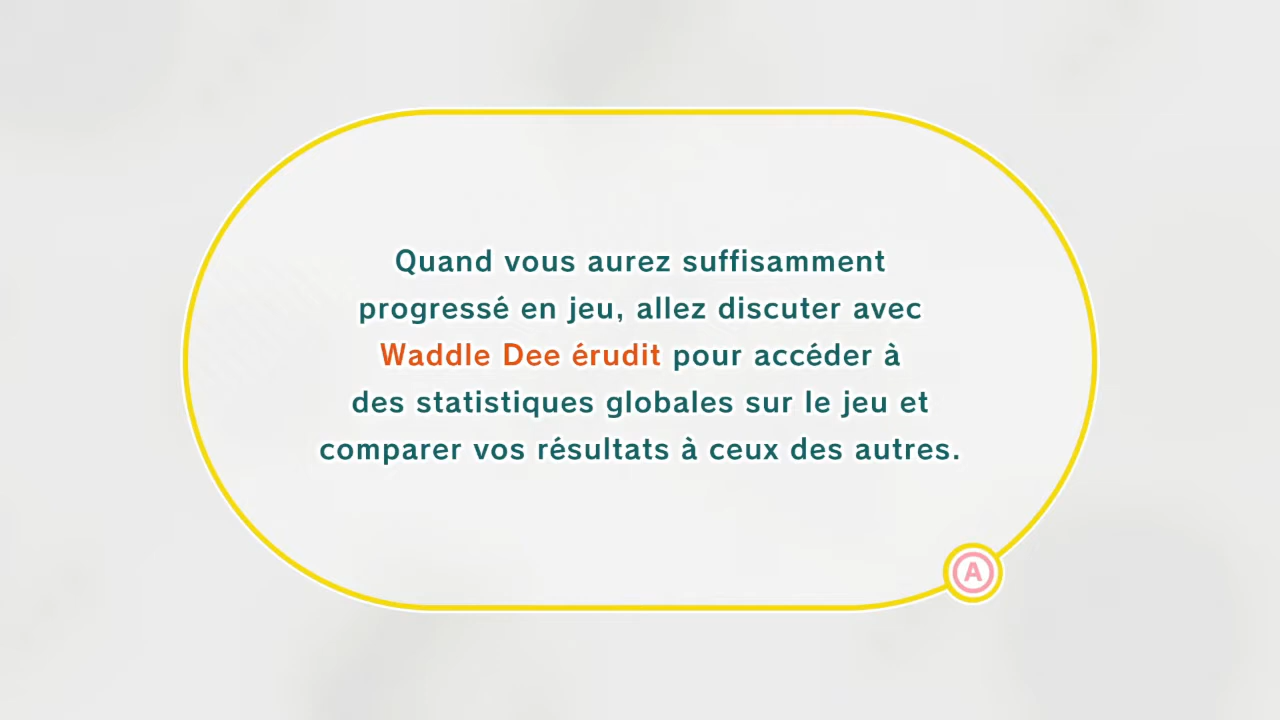 Quand vous aurez suffisamment
progressé en jeu, allez discuter avec
Waddle Dee érudit pour accéder à
des statistiques globales sur le jeu et
comparer vos résultats à ceux des autres.
A